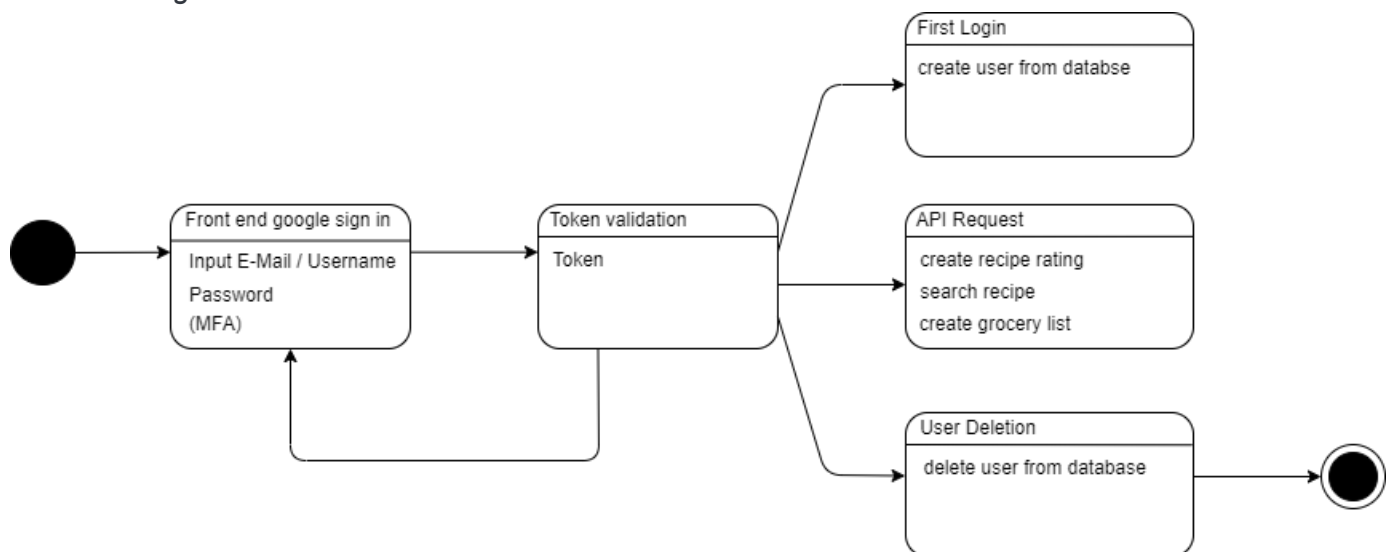 Front end google sign in
Input E-Mail / Username
Password
(MFA)
Token validation
Token
First Login
create user from databse
API Request
create recipe rating
search recipe
create grocery list
User Deletion
delete user from database